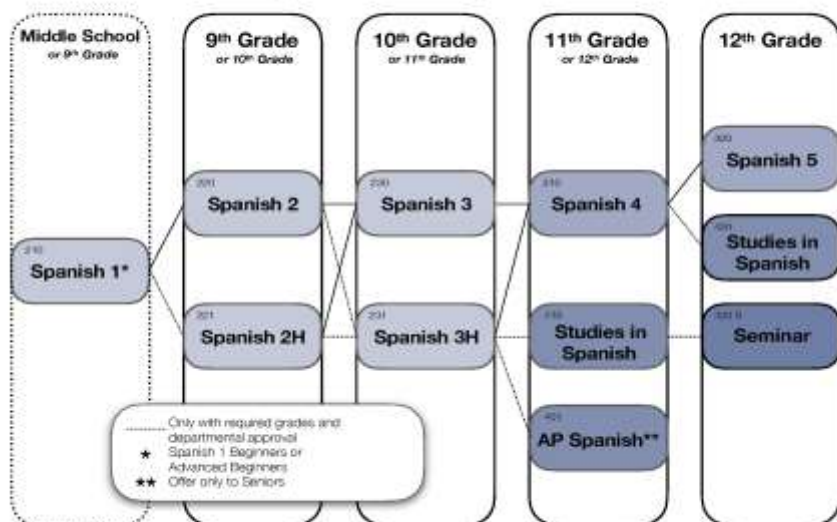 Middle School
or 9th Grade
9th Grade
or 10th Grade
10th Grade
or 11th Grade
11th Grade
or 12th Grade
12th Grade
Spanish 1*
220
Spanish 2
Spanish 2H
Spanish 3
Spanish 3H
Spanish 4
Studies in
Spanish
AP Spanish**
Spanish 5
Studies in
Spanish
Seminar
Only with required grades and
departmental approval
* Spanish 1 Beginners or
Advanced Beginners
** Offer only to Seniors